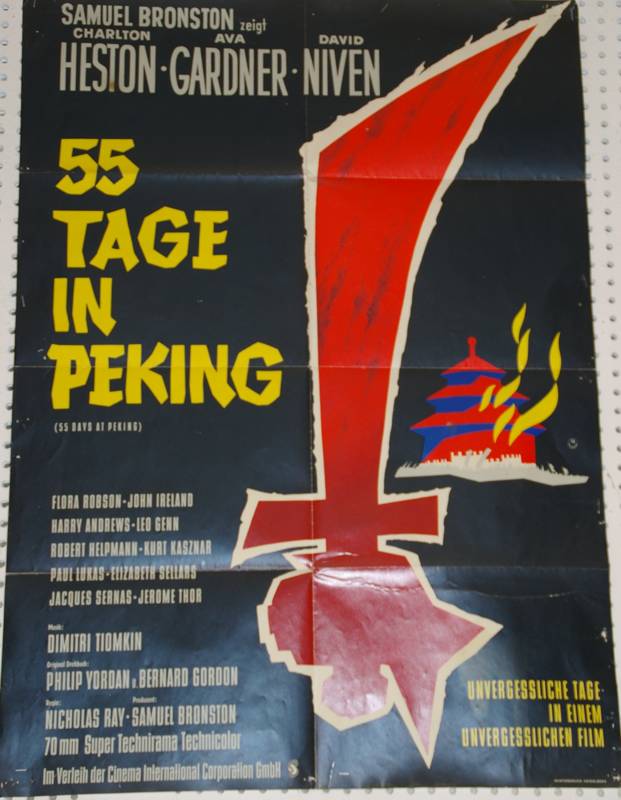 SAMUEL BRONSTON zeigt
CHARLTON AVA DAVID
HESTON · GARDNER · NIVEN
55
TAGE
IN
PEKING
(55 DAYS AT PEKING)
FLORA ROBSON · JOHN IRELAND
HARRY ANDREWS · LEO GENN
ROBERT HELPMANN · KURT KASZNAR
PAUL LUKAS · ELIZABETH SELLARS
JACQUES SERNAS · JEROME THOR
Musik:
DIMITRI TIOMKIN
Original Drehbuch:
PHILIP YORDAN u. BERNARD GORDON
Regie: Produzent:
NICHOLAS RAY · SAMUEL BRONSTON
70 mm Super Technirama Technicolor
Im Verleih der Cinema International Corporation GmbH
UNVERGESSLICHE TAGE
IN EINEM
UNVERGESSLICHEN FILM